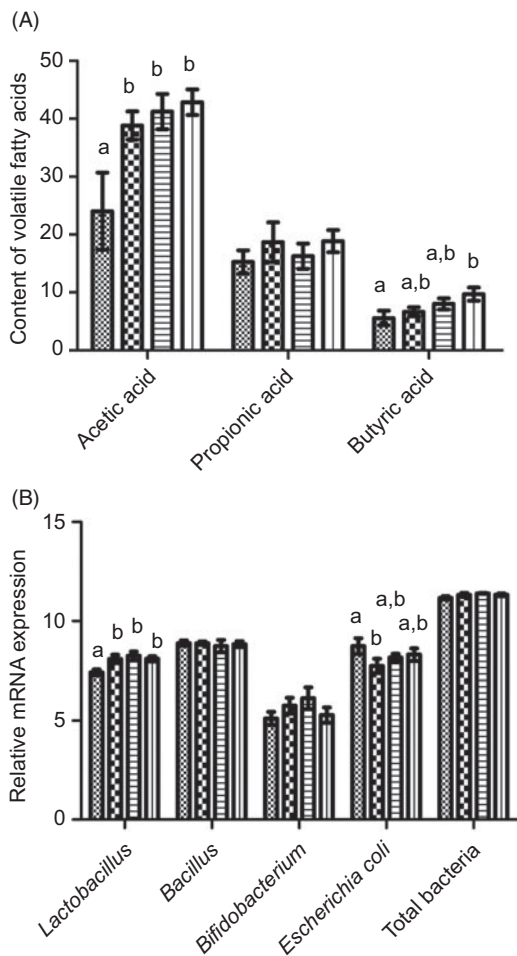 (A)
Content of volatile fatty acids
50
40
30
20
10
0
a
b
b
b
a
a,b
a,b
b
Acetic acid
Propionic acid
Butyric acid
(B)
Relative mRNA expression
15
10
5
0
a
b
b
b
a
b
a,b
a,b
Lactobacillus
Bacillus
Bifidobacterium
Escherichia coli
Total bacteria